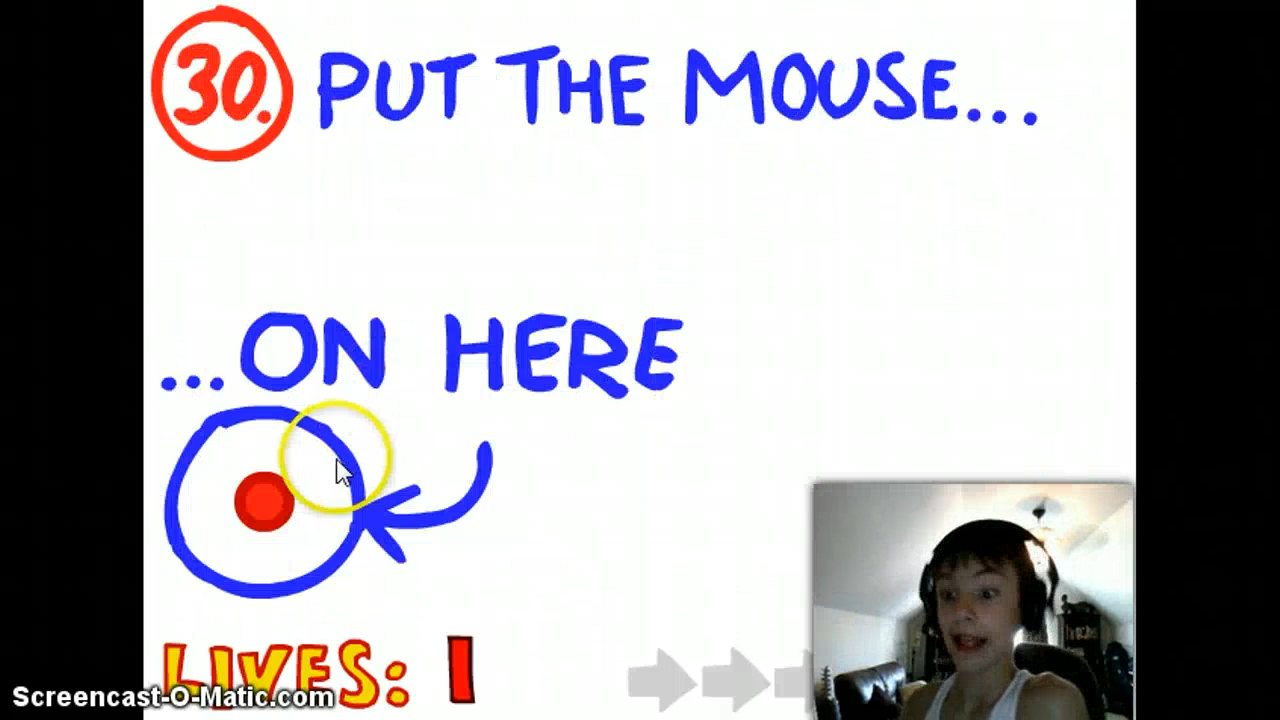 30. PUT THE MOUSE...
...ON HERE
LIVES: 1
Screencast-O-Matic.com